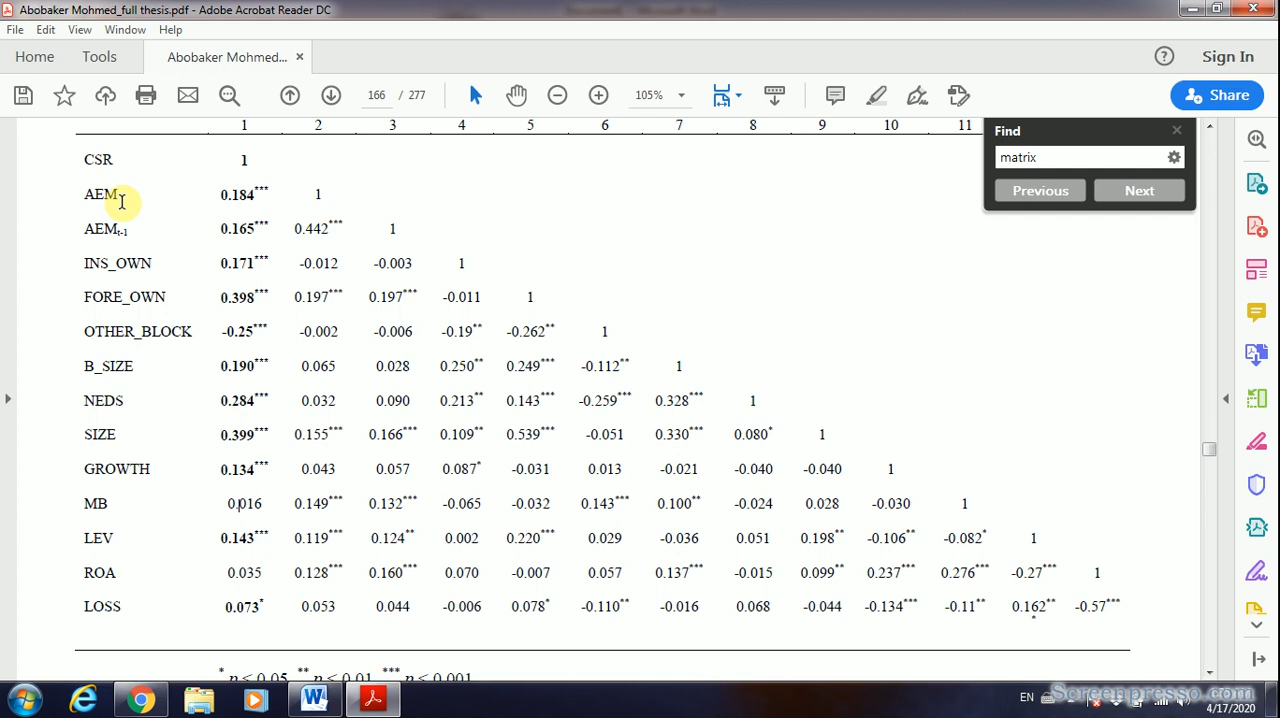 Abobaker Mohmed_full thesis.pdf - Adobe Acrobat Reader DC
File Edit View Window Help
Home Tools Abobaker Mohmed... × Sign In
166 / 277 105% Share
1 2 3 4 5 6 7 8 9 10 11
Find
matrix
Previous Next
CSR 1
AEM 0.184*** 1
AEMt-1 0.165*** 0.442*** 1
INS_OWN 0.171*** -0.012 -0.003 1
FORE_OWN 0.398*** 0.197*** 0.197*** -0.011 1
OTHER_BLOCK -0.25*** -0.002 -0.006 -0.19** -0.262** 1
B_SIZE 0.190*** 0.065 0.028 0.250** 0.249*** -0.112** 1
NEDS 0.284*** 0.032 0.090 0.213** 0.143*** -0.259*** 0.328*** 1
SIZE 0.399*** 0.155*** 0.166*** 0.109** 0.539*** -0.051 0.330*** 0.080* 1
GROWTH 0.134*** 0.043 0.057 0.087* -0.031 0.013 -0.021 -0.040 -0.040 1
MB 0.016 0.149*** 0.132*** -0.065 -0.032 0.143*** 0.100** -0.024 0.028 -0.030 1
LEV 0.143*** 0.119*** 0.124** 0.002 0.220*** 0.029 -0.036 0.051 0.198** -0.106** -0.082* 1
ROA 0.035 0.128*** 0.160*** 0.070 -0.007 0.057 0.137*** -0.015 0.099** 0.237*** 0.276*** -0.27*** 1
LOSS 0.073* 0.053 0.044 -0.006 0.078* -0.110** -0.016 0.068 -0.044 -0.134*** -0.11** 0.162*** -0.57***
* p ≤ 0.05, ** p ≤ 0.01, *** p ≤ 0.001
EN
Screenpresso.com
4/17/2020